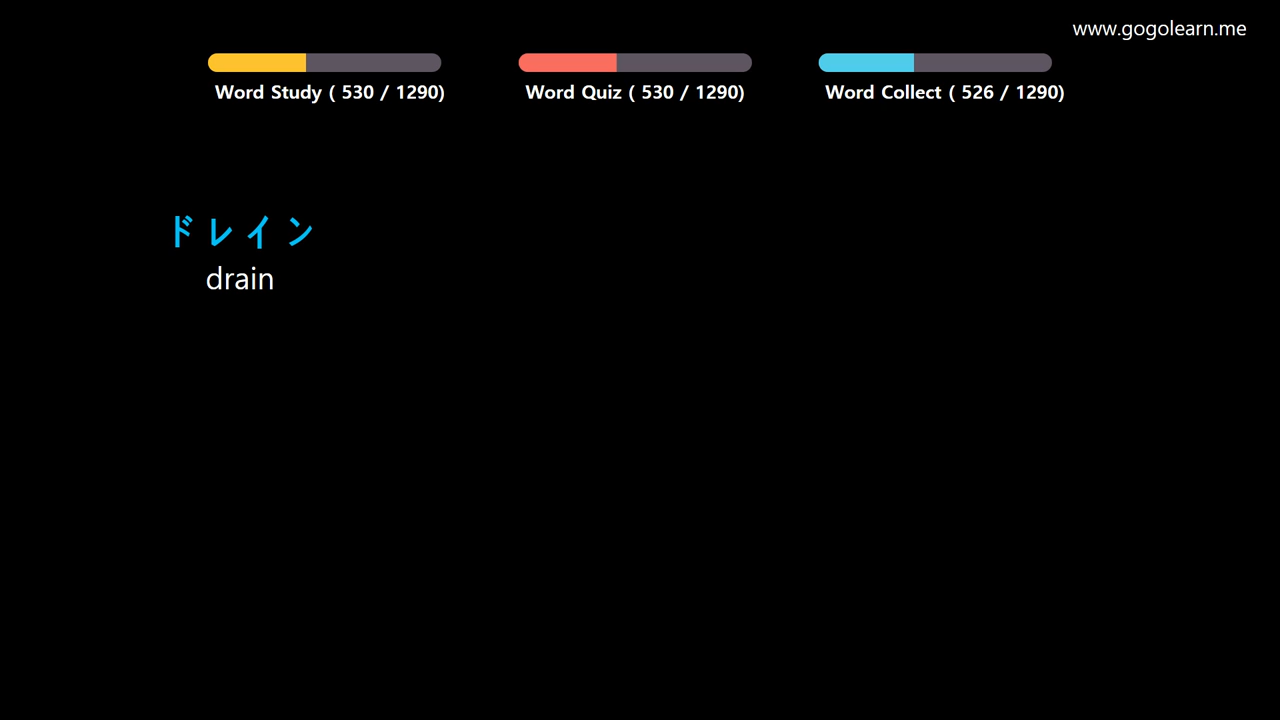 www.gogolearn.me
Word Study ( 530 / 1290)
Word Quiz ( 530 / 1290)
Word Collect ( 526 / 1290)
ドレイン
drain